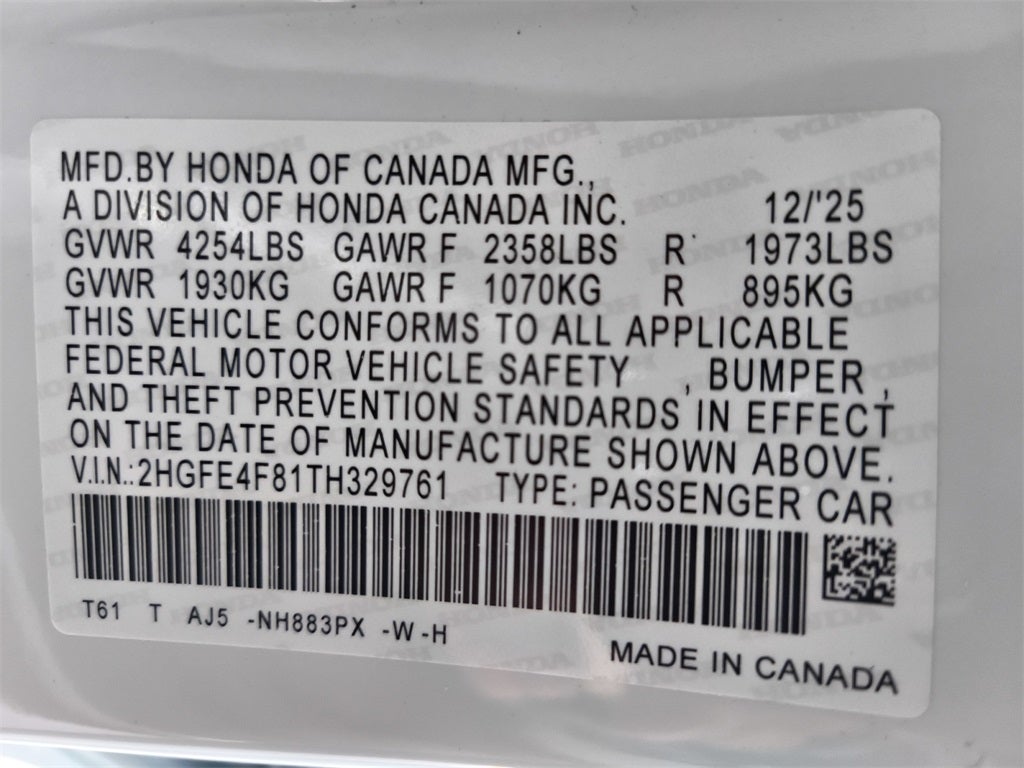 MFD.BY HONDA OF CANADA MFG.,
A DIVISION OF HONDA CANADA INC. 12/'25
GVWR 4254LBS GAWR F 2358LBS R 1973LBS
GVWR 1930KG GAWR F 1070KG R 895KG
THIS VEHICLE CONFORMS TO ALL APPLICABLE
FEDERAL MOTOR VEHICLE SAFETY , BUMPER ,
AND THEFT PREVENTION STANDARDS IN EFFECT
ON THE DATE OF MANUFACTURE SHOWN ABOVE.
V.I.N.:2HGFE4F81TH329761 TYPE: PASSENGER CAR
T61 T AJ5 -NH883PX -W-H
MADE IN CANADA